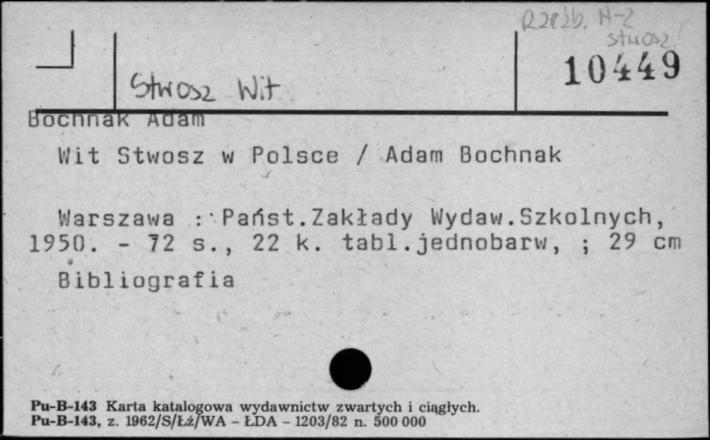 Rzeźb. A-2
Stwosz
10449
Stwosz Wit
Bochnak Adam
Wit Stwosz w Polsce / Adam Bochnak
Warszawa : Państ.Zakłady Wydaw.Szkolnych,
1950. - 72 s., 22 k. tabl.jednobarw, ; 29 cm
Bibliografia
Pu-B-143 Karta katalogowa wydawnictw zwartych i ciągłych.
Pu-B-143, z. 1962/S/Łź/WA - ŁDA - 1203/82 n. 500 000